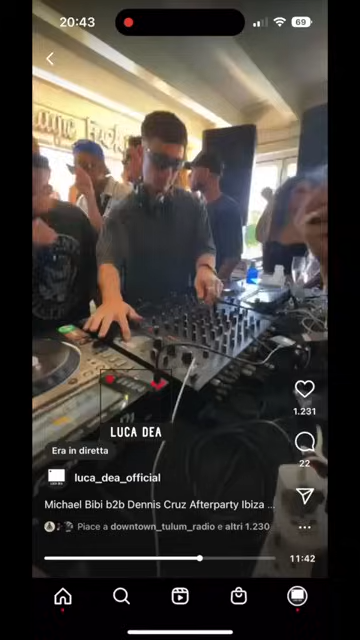 20:43
69
LUCA DEA
1.231
Era in diretta
22
luca_dea_official
Michael Bibi b2b Dennis Cruz Afterparty Ibiza ...
Piace a downtown_tulum_radio e altri 1.230
11:42